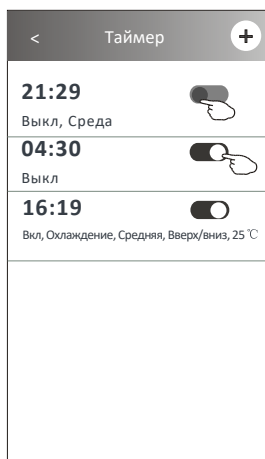 < Таймер +
21:29
Выкл, Среда
04:30
Выкл
16:19
Вкл, Охлаждение, Средняя, Вверх/вниз, 25 ℃